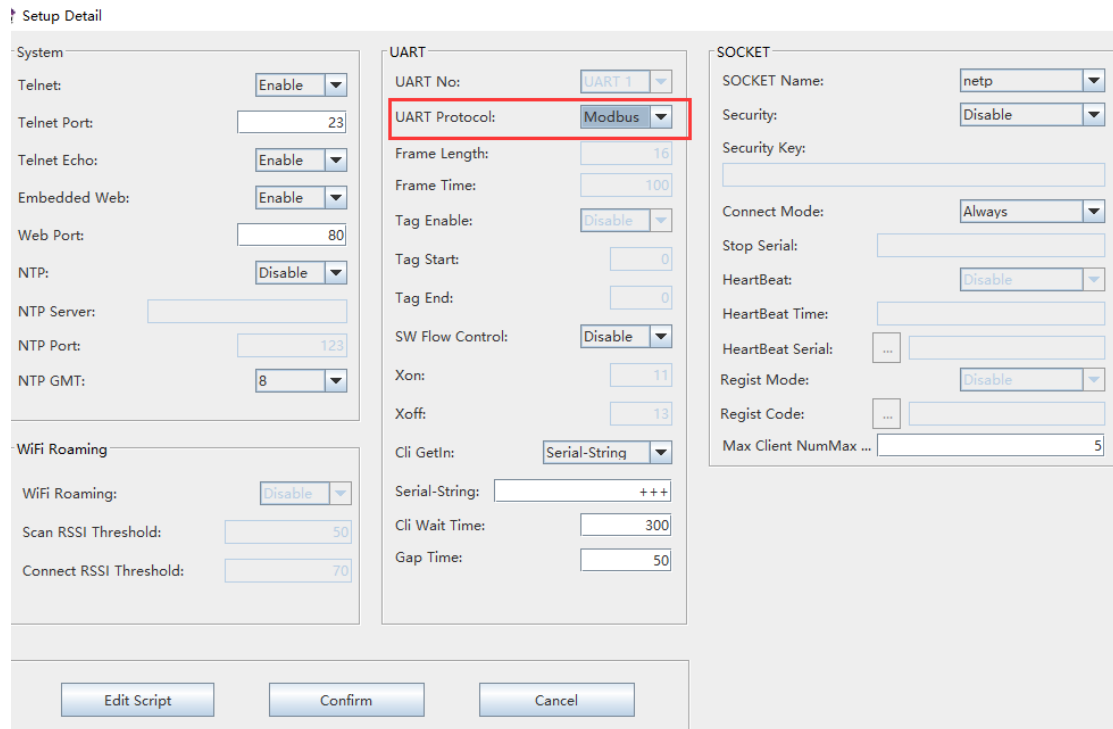 Setup Detail
System
Telnet: Enable
Telnet Port: 23
Telnet Echo: Enable
Embedded Web: Enable
Web Port: 80
NTP: Disable
NTP Server:
NTP Port: 123
NTP GMT: 8
WiFi Roaming
WiFi Roaming: Disable
Scan RSSI Threshold: 50
Connect RSSI Threshold: 70
UART
UART No: UART 1
UART Protocol: Modbus
Frame Length: 16
Frame Time: 100
Tag Enable: Disable
Tag Start: 0
Tag End: 0
SW Flow Control: Disable
Xon: 11
Xoff: 13
Cli GetIn: Serial-String
Serial-String: +++
Cli Wait Time: 300
Gap Time: 50
SOCKET
SOCKET Name: netp
Security: Disable
Security Key:
Connect Mode: Always
Stop Serial:
HeartBeat: Disable
HeartBeat Time:
HeartBeat Serial: ...
Regist Mode: Disable
Regist Code: ...
Max Client NumMax ... 5
Edit Script Confirm Cancel